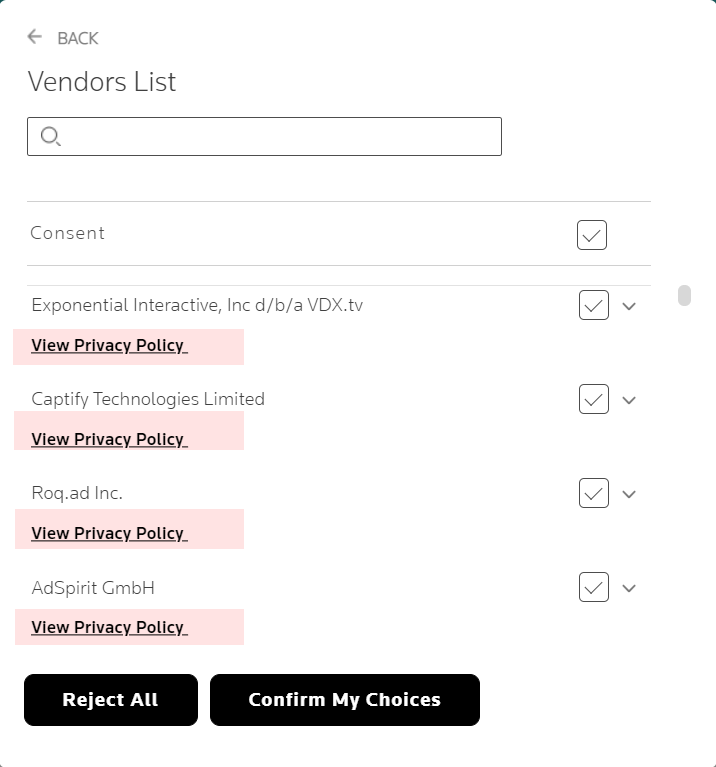 BACK
Vendors List
Consent
Exponential Interactive, Inc d/b/a VDX.tv
View Privacy Policy
Captify Technologies Limited
View Privacy Policy
Roq.ad Inc.
View Privacy Policy
AdSpirit GmbH
View Privacy Policy
Reject All
Confirm My Choices